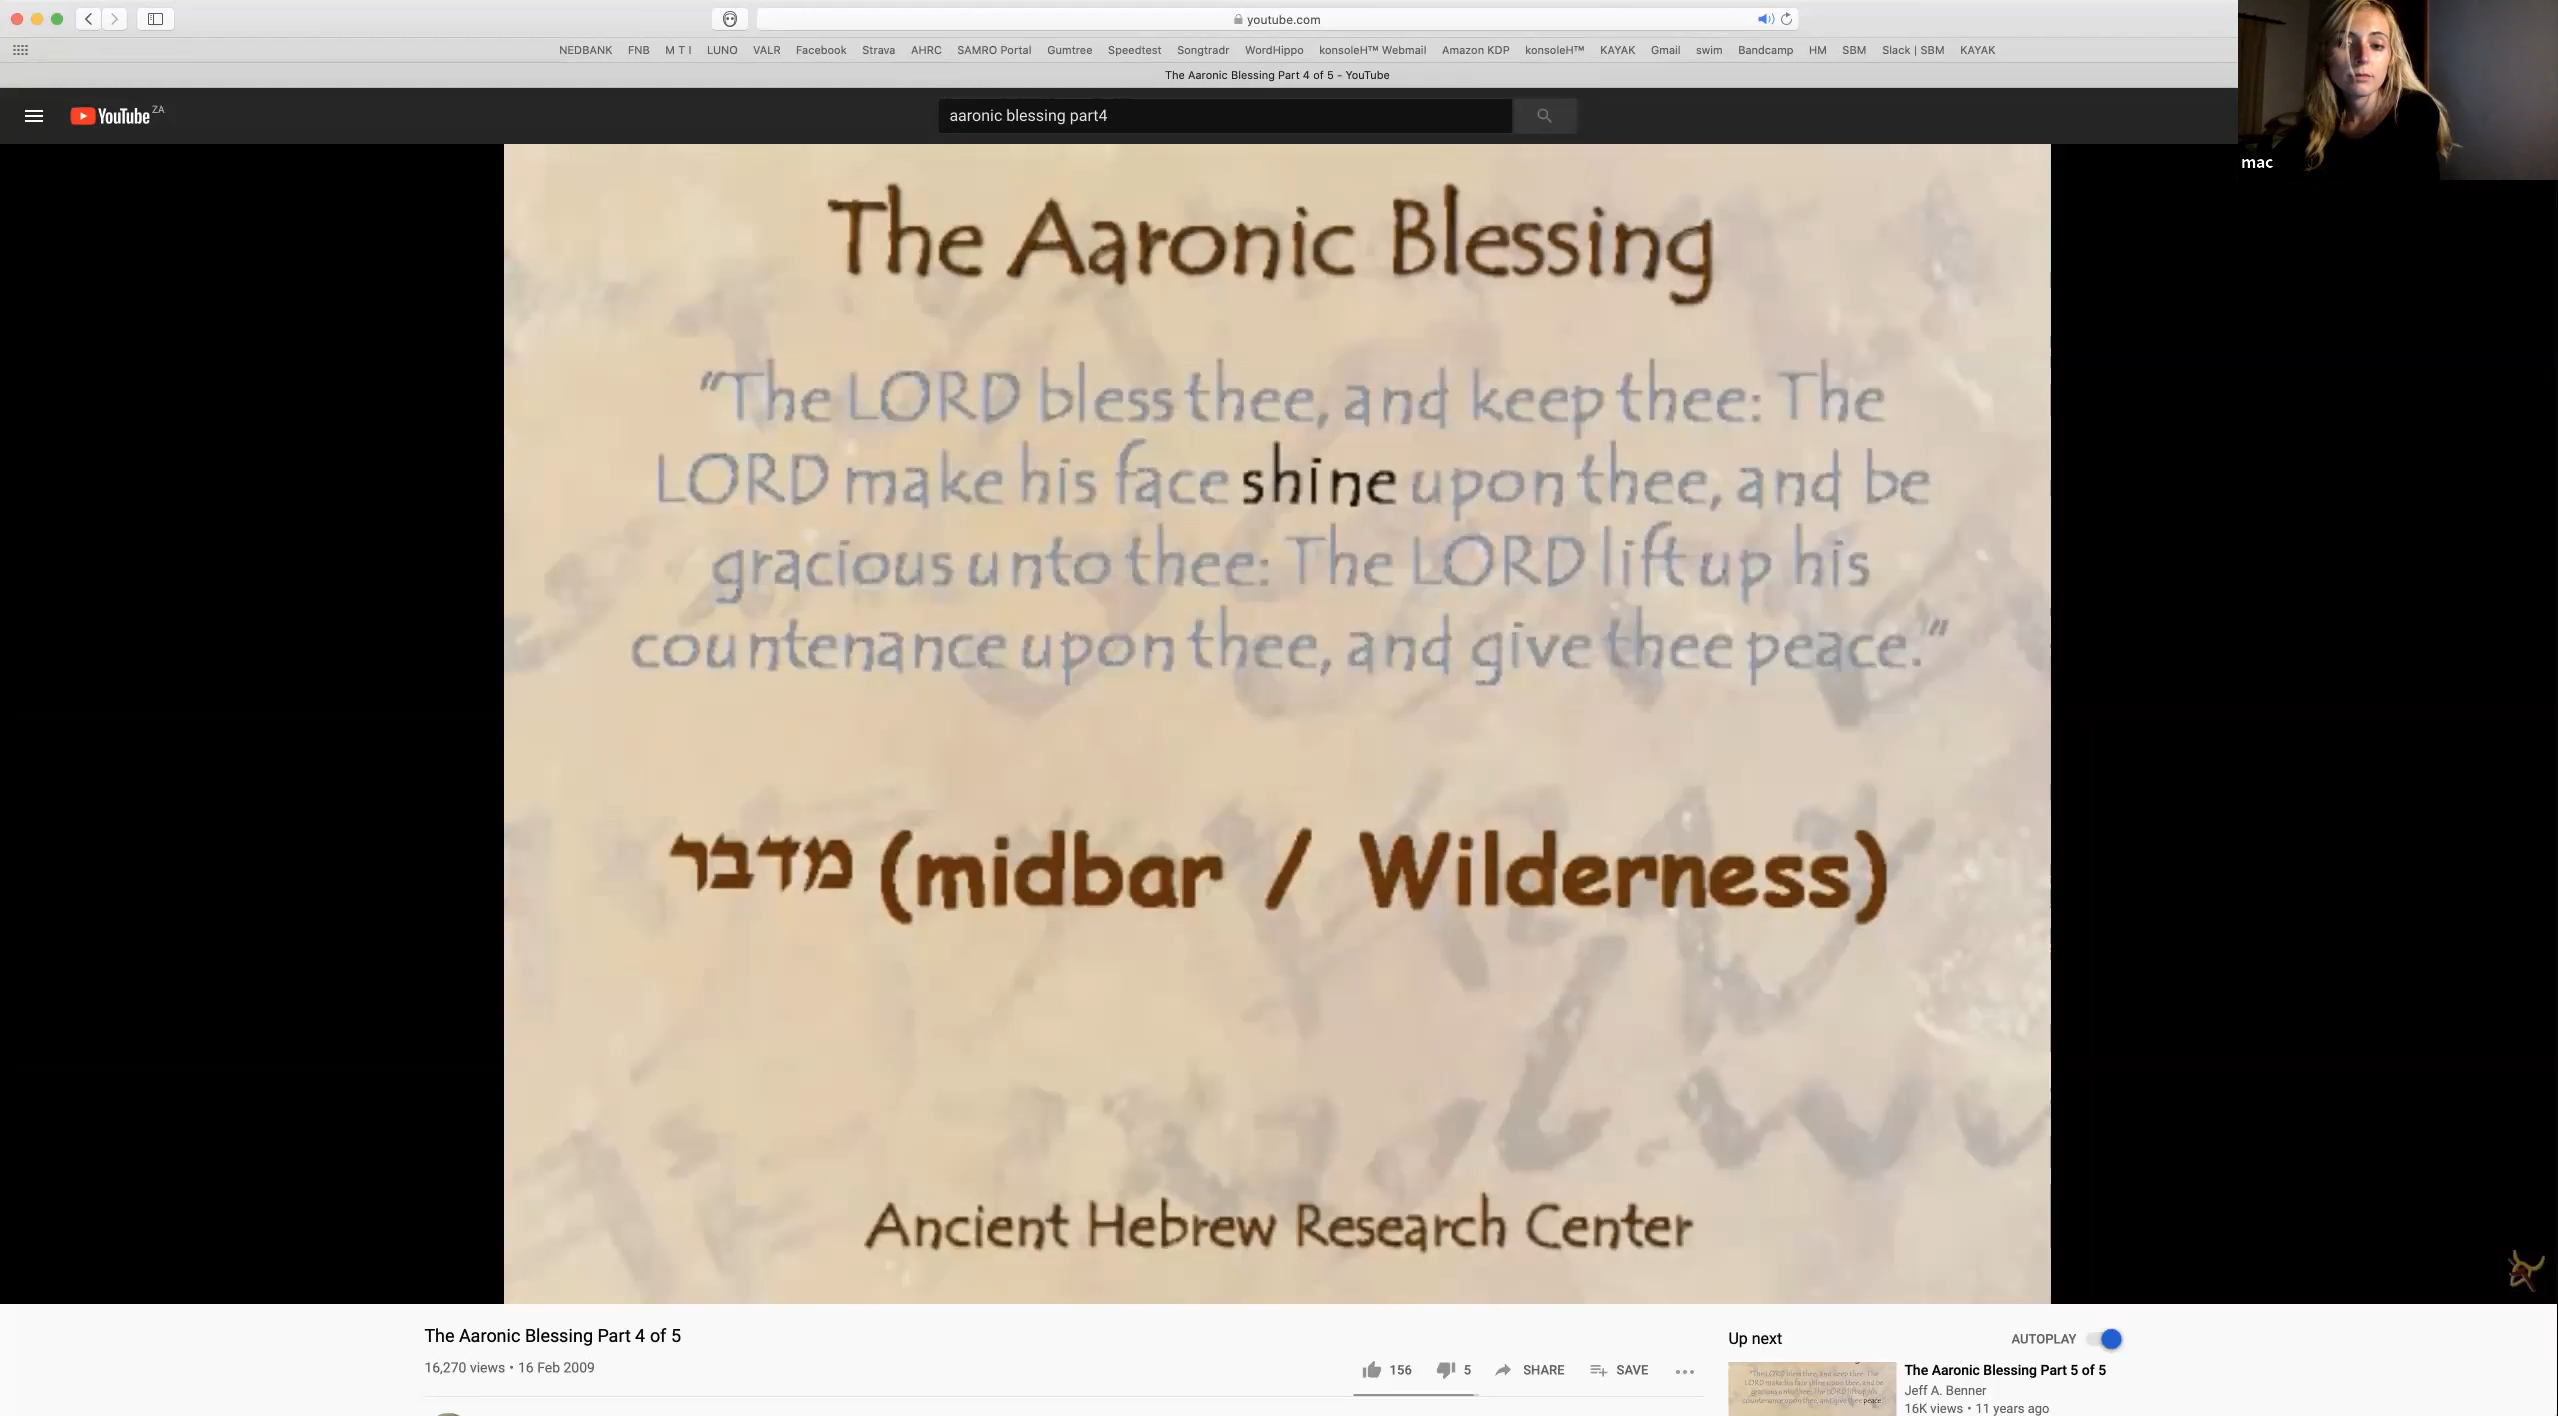 youtube.com
NEDBANK FNB M T I LUNO VALR Facebook Strava AHRC SAMRO Portal Gumtree Speedtest Songtradr WordHippo konsoleH™ Webmail Amazon KDP konsoleH™ KAYAK Gmail swim Bandcamp HM SBM Slack | SBM KAYAK
The Aaronic Blessing Part 4 of 5 - YouTube
YouTube ZA
aaronic blessing part4
mac
The Aaronic Blessing
"The LORD bless thee, and keep thee: The
LORD make his face shine upon thee, and be
gracious unto thee: The LORD lift up his
countenance upon thee, and give thee peace."
מדבר (midbar / Wilderness)
Ancient Hebrew Research Center
The Aaronic Blessing Part 4 of 5
16,270 views • 16 Feb 2009
156 5 SHARE SAVE
Up next AUTOPLAY
The Aaronic Blessing Part 5 of 5
Jeff A. Benner
16K views • 11 years ago